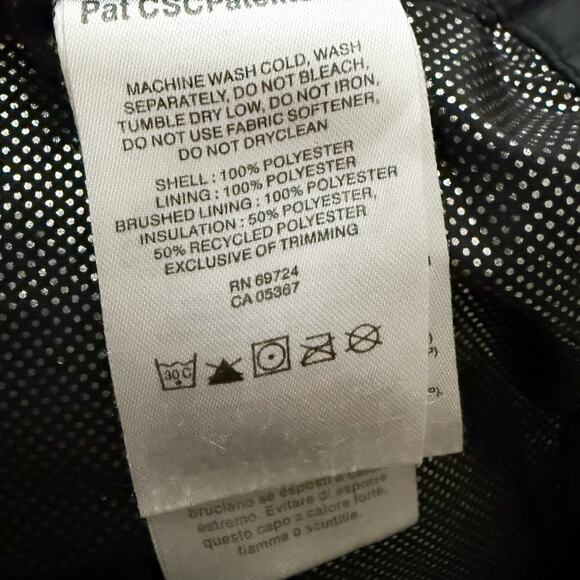 Pat CSCPatents
MACHINE WASH COLD, WASH
SEPARATELY, DO NOT BLEACH,
TUMBLE DRY LOW, DO NOT IRON,
DO NOT USE FABRIC SOFTENER,
DO NOT DRYCLEAN
SHELL : 100% POLYESTER
LINING : 100% POLYESTER
BRUSHED LINING : 100% POLYESTER
INSULATION : 50% POLYESTER,
50% RECYCLED POLYESTER
EXCLUSIVE OF TRIMMING
RN 69724
CA 05367
30 C
bruciano se esposti a calore
estremo. Evitare di esporre
questo capo a calore forte,
fiamma o scintille.